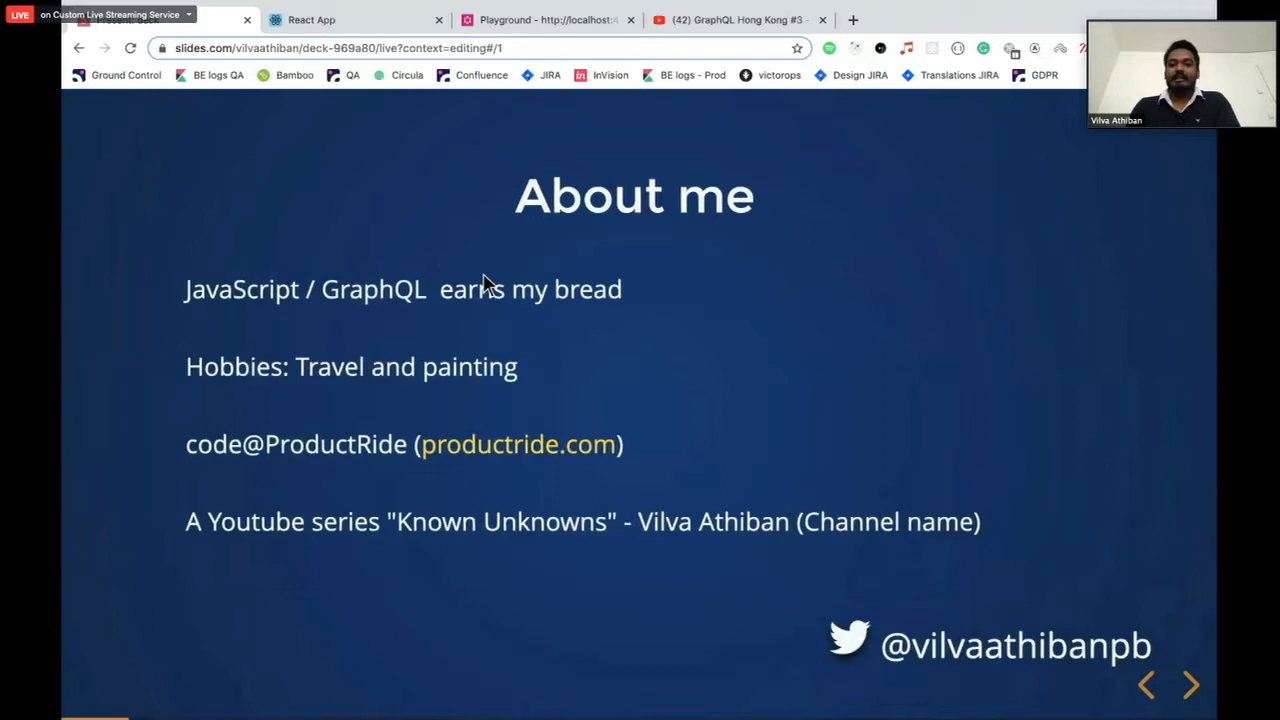 LIVE on Custom Live Streaming Service
React App
Playground - http://localhost:4
(42) GraphQL Hong Kong #3 -
slides.com/vilvaathiban/deck-969a80/live?context=editing#/1
Ground Control BE logs QA Bamboo QA Circula Confluence JIRA InVision BE logs - Prod victorops Design JIRA Translations JIRA GDPR
Vilva Athiban
About me
JavaScript / GraphQL earns my bread
Hobbies: Travel and painting
code@ProductRide (productride.com)
A Youtube series "Known Unknowns" - Vilva Athiban (Channel name)
@vilvaathibanpb